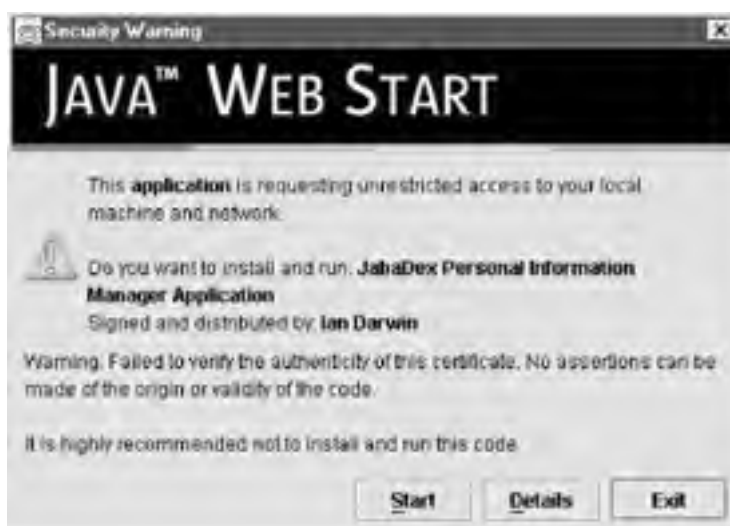 Security Warning
JAVA™ WEB START
This application is requesting unrestricted access to your local
machine and network.
Do you want to install and run: JabaDex Personal Information
Manager Application
Signed and distributed by: Ian Darwin
Warning: Failed to verify the authenticity of this certificate. No assertions can be
made of the origin or validity of the code.
It is highly recommended not to install and run this code.
Start Details Exit